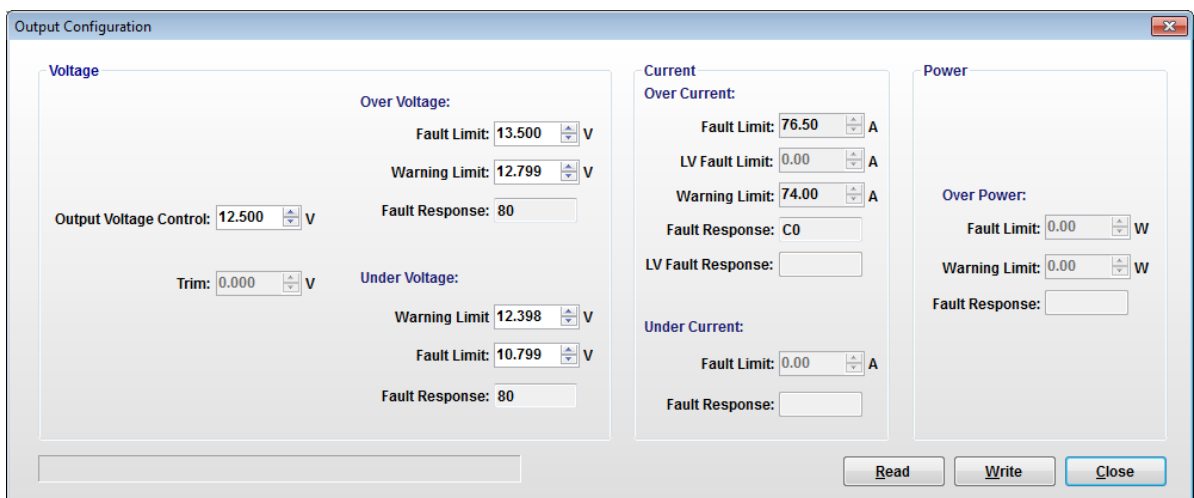 Output Configuration
Voltage
Over Voltage:
Fault Limit: 13.500 V
Warning Limit: 12.799 V
Output Voltage Control: 12.500 V
Fault Response: 80
Trim: 0.000 V
Under Voltage:
Warning Limit 12.398 V
Fault Limit: 10.799 V
Fault Response: 80
Current
Over Current:
Fault Limit: 76.50 A
LV Fault Limit: 0.00 A
Warning Limit: 74.00 A
Fault Response: C0
LV Fault Response:
Under Current:
Fault Limit: 0.00 A
Fault Response:
Power
Over Power:
Fault Limit: 0.00 W
Warning Limit: 0.00 W
Fault Response:
Read Write Close